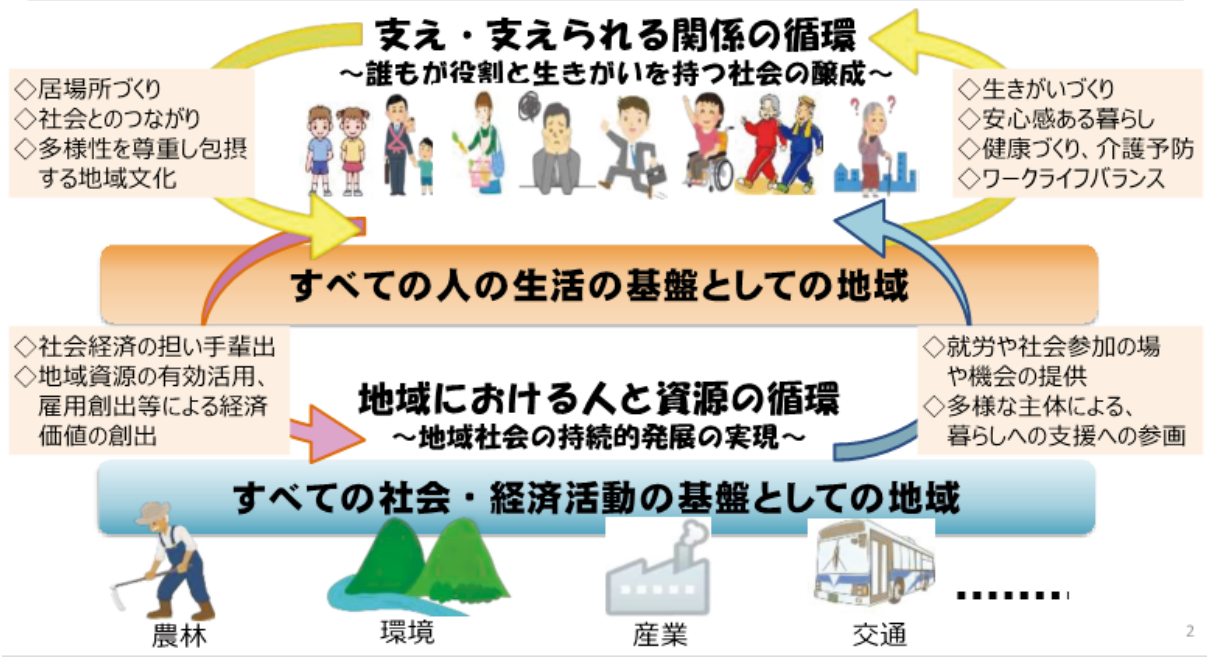 支え・支えられる関係の循環
～誰もが役割と生きがいを持つ社会の醸成～
◇居場所づくり
◇社会とのつながり
◇多様性を尊重し包摂
する地域文化
◇生きがいづくり
◇安心感ある暮らし
◇健康づくり、介護予防
◇ワークライフバランス
? ?
すべての人の生活の基盤としての地域
◇社会経済の担い手輩出
◇地域資源の有効活用、
雇用創出等による経済
価値の創出
地域における人と資源の循環
～地域社会の持続的発展の実現～
◇就労や社会参加の場
や機会の提供
◇多様な主体による、
暮らしへの支援への参画
すべての社会・経済活動の基盤としての地域
農林
環境
産業
交通
2